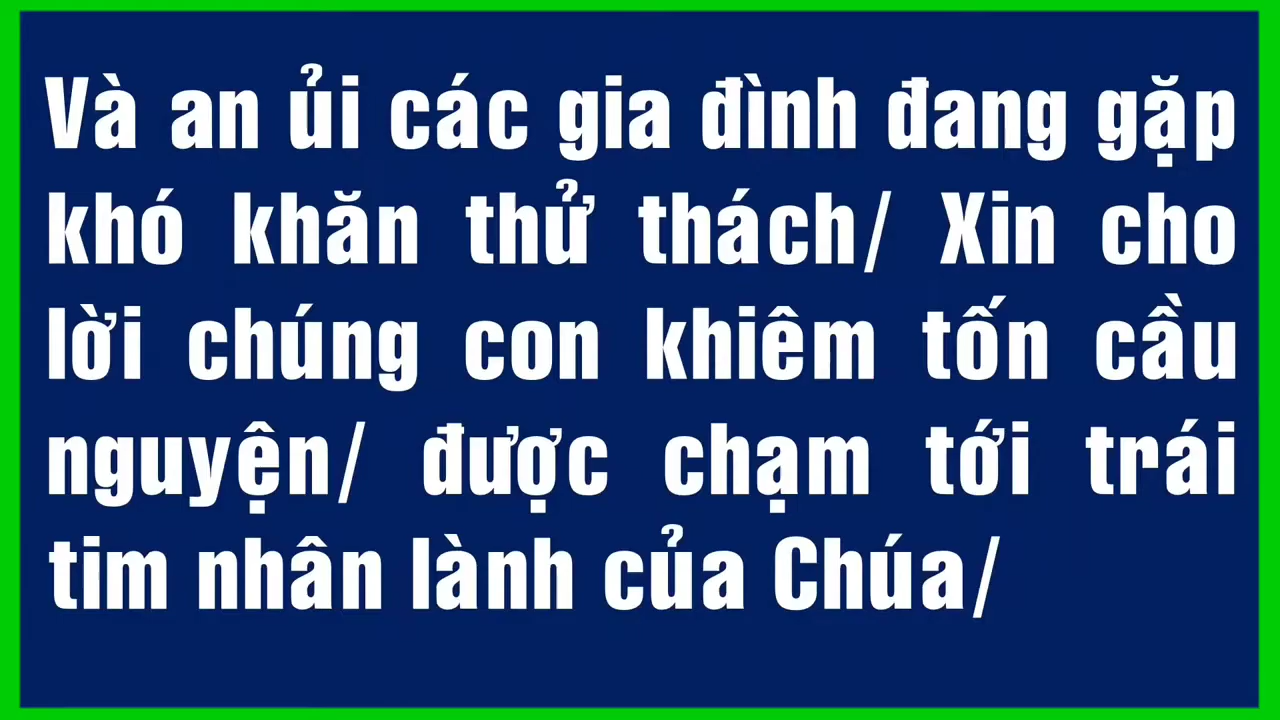 Và an ủi các gia đình đang gặp
khó khăn thử thách/ Xin cho
lời chúng con khiêm tốn cầu
nguyện/ được chạm tới trái
tim nhân lành của Chúa/